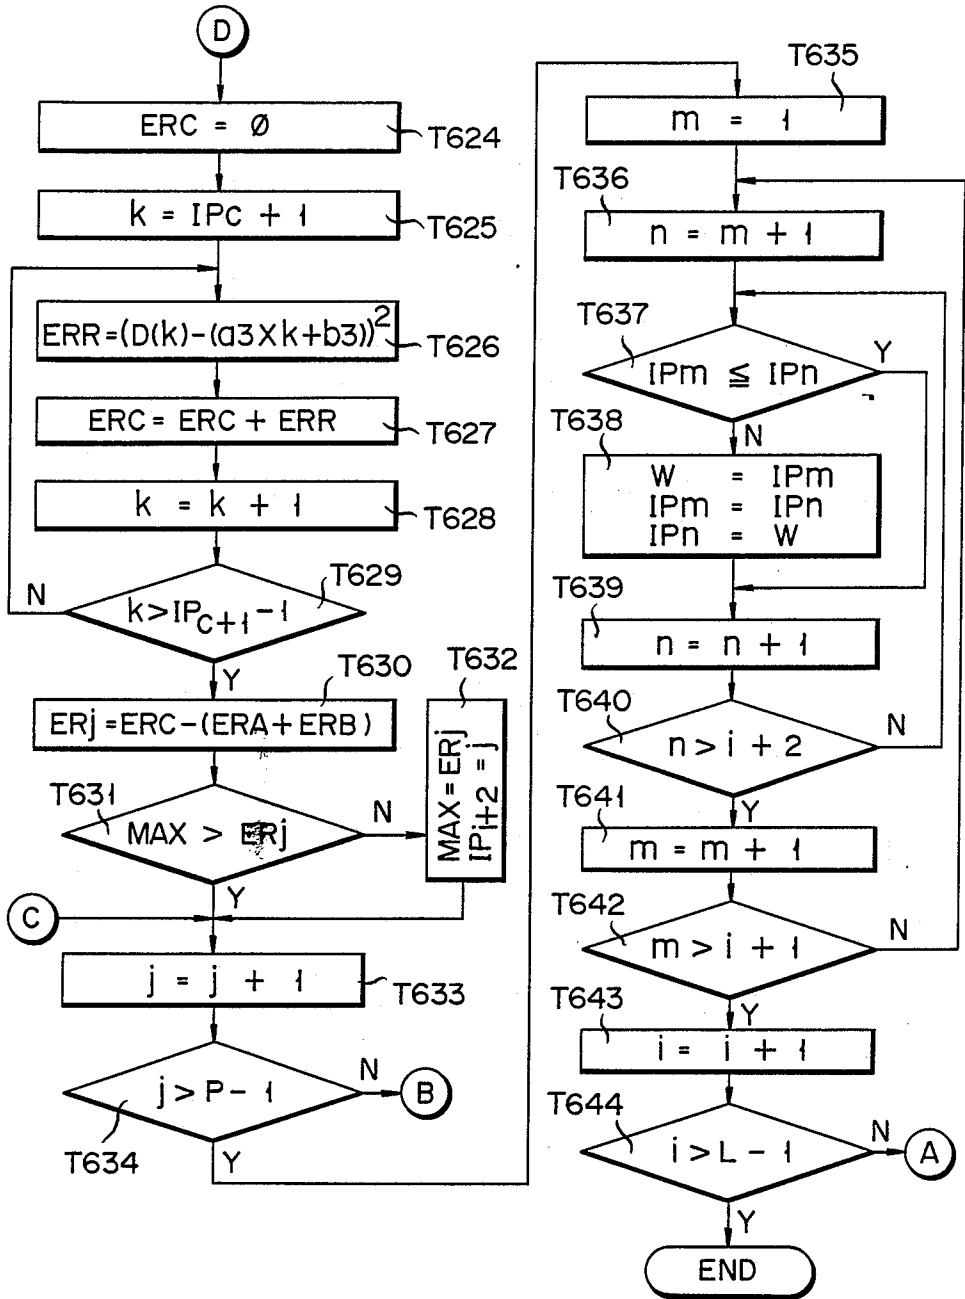 D
ERC = Ø
T624
k = IPc + 1
T625
ERR=(D(k)-(a3×k+b3))²
T626
ERC = ERC + ERR
T627
k = k + 1
T628
T629
N
k>IPc+1-1
Y
T630
ERj=ERC-(ERA+ERB)
T632
MAX=ERj
IPi+2=j
T631
MAX > ERj
N
Y
C
j = j + 1
T633
j>P-1
N
B
T634
Y
T635
m = 1
T636
n = m + 1
T637
IPm ≦ IPn
Y
N
T638
W = IPm
IPm = IPn
IPn = W
T639
n = n + 1
T640
n > i + 2
N
Y
T641
m = m + 1
T642
m > i + 1
N
Y
T643
i = i + 1
T644
i > L - 1
N
A
Y
END